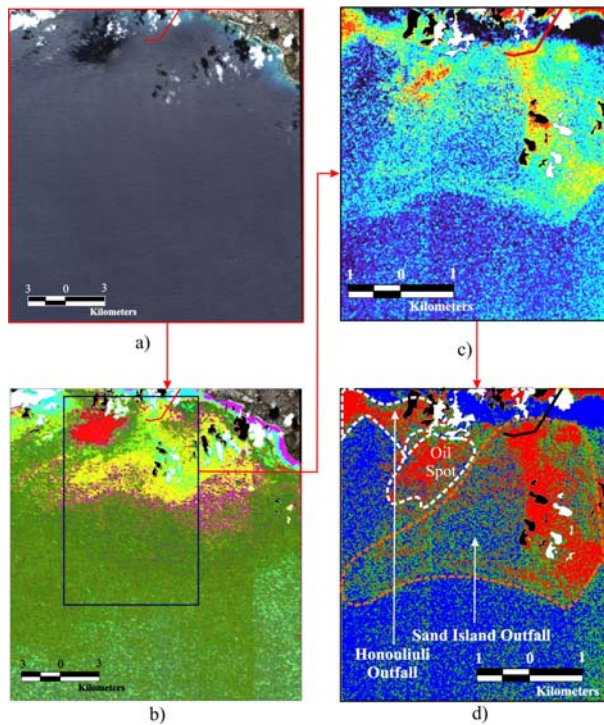 3 0 3
Kilometers
a)
1 0 1
Kilometers
c)
3 0 3
Kilometers
b)
Oil
Spot
Sand Island Outfall
Honouliuli
Outfall
1 0 1
Kilometers
d)